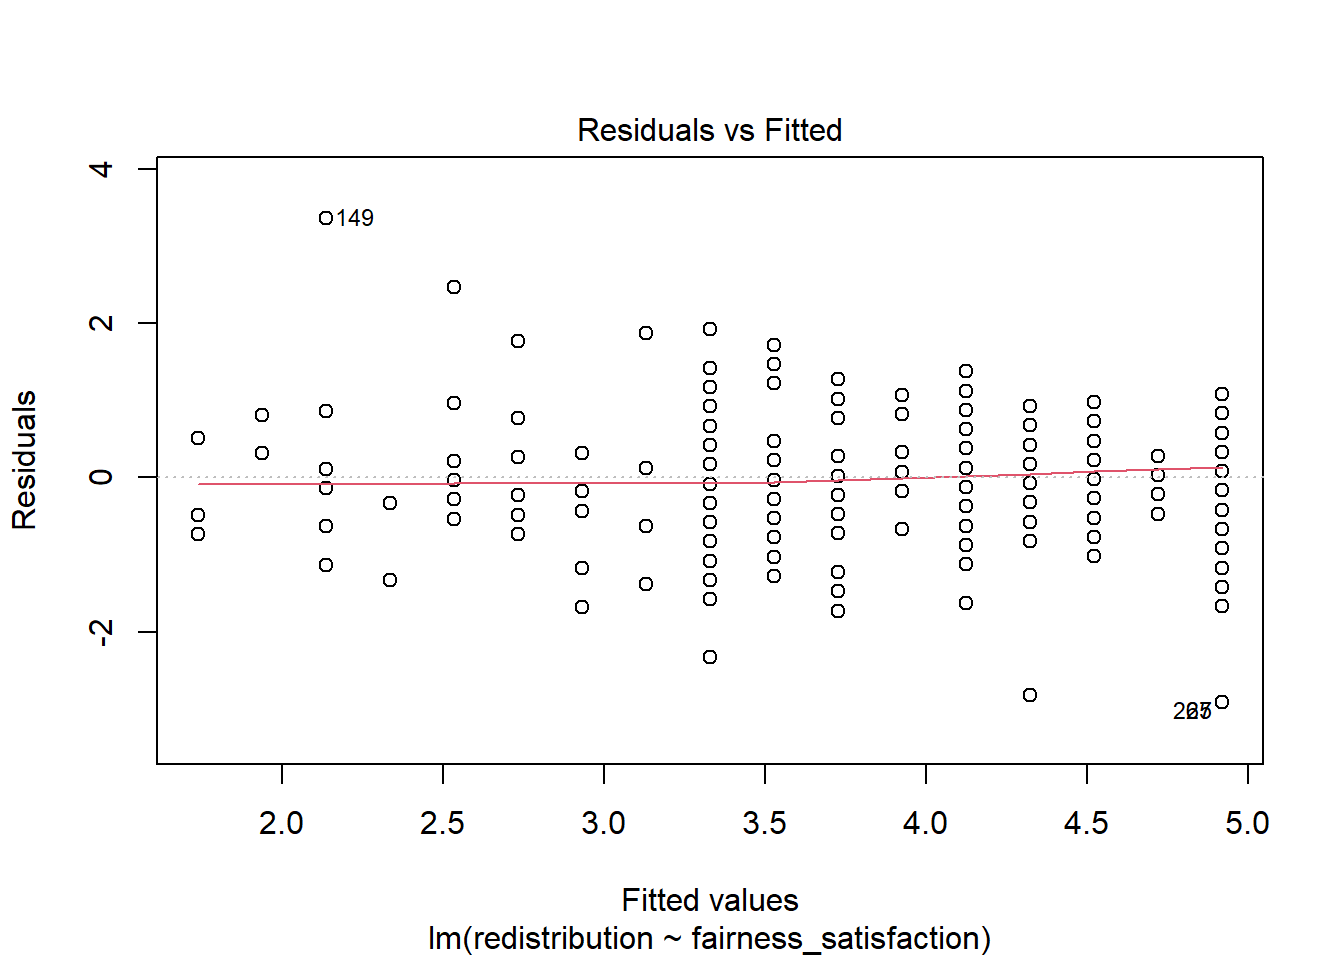 Residuals vs Fitted
4
2
0
-2
Residuals
149
2.0 2.5 3.0 3.5 4.0 4.5 5.0
Fitted values
lm(redistribution ~ fairness_satisfaction)